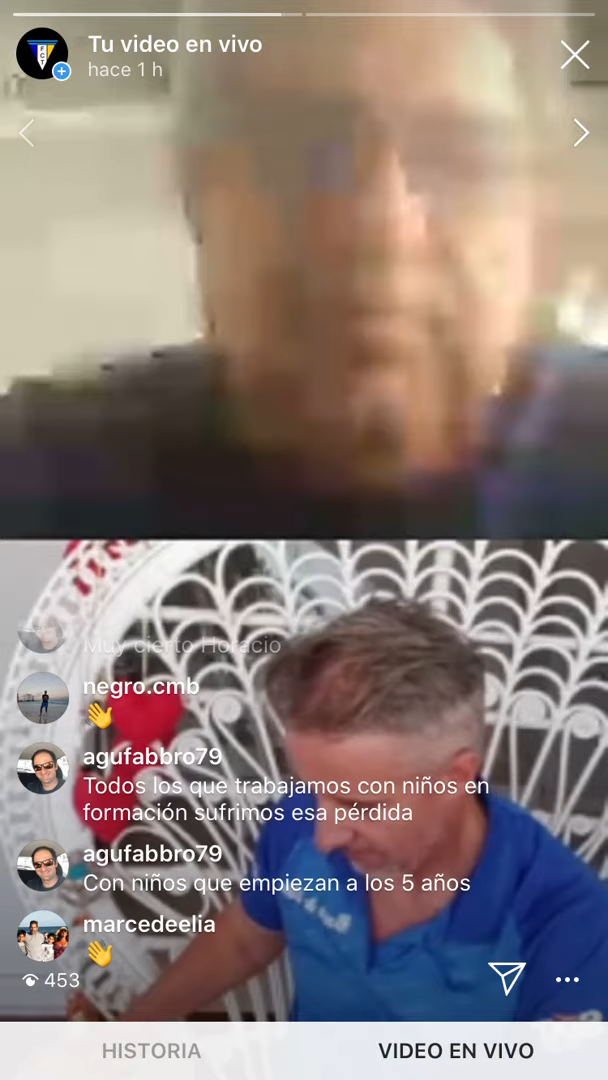 Tu video en vivo
hace 1 h
FCT
Muy cierto Horacio
negro.cmb
👋
agufabbro79
Todos los que trabajamos con niños en
formación sufrimos esa pérdida
agufabbro79
Con niños que empiezan a los 5 años
marcedeelia
👋
453
HISTORIA
VIDEO EN VIVO